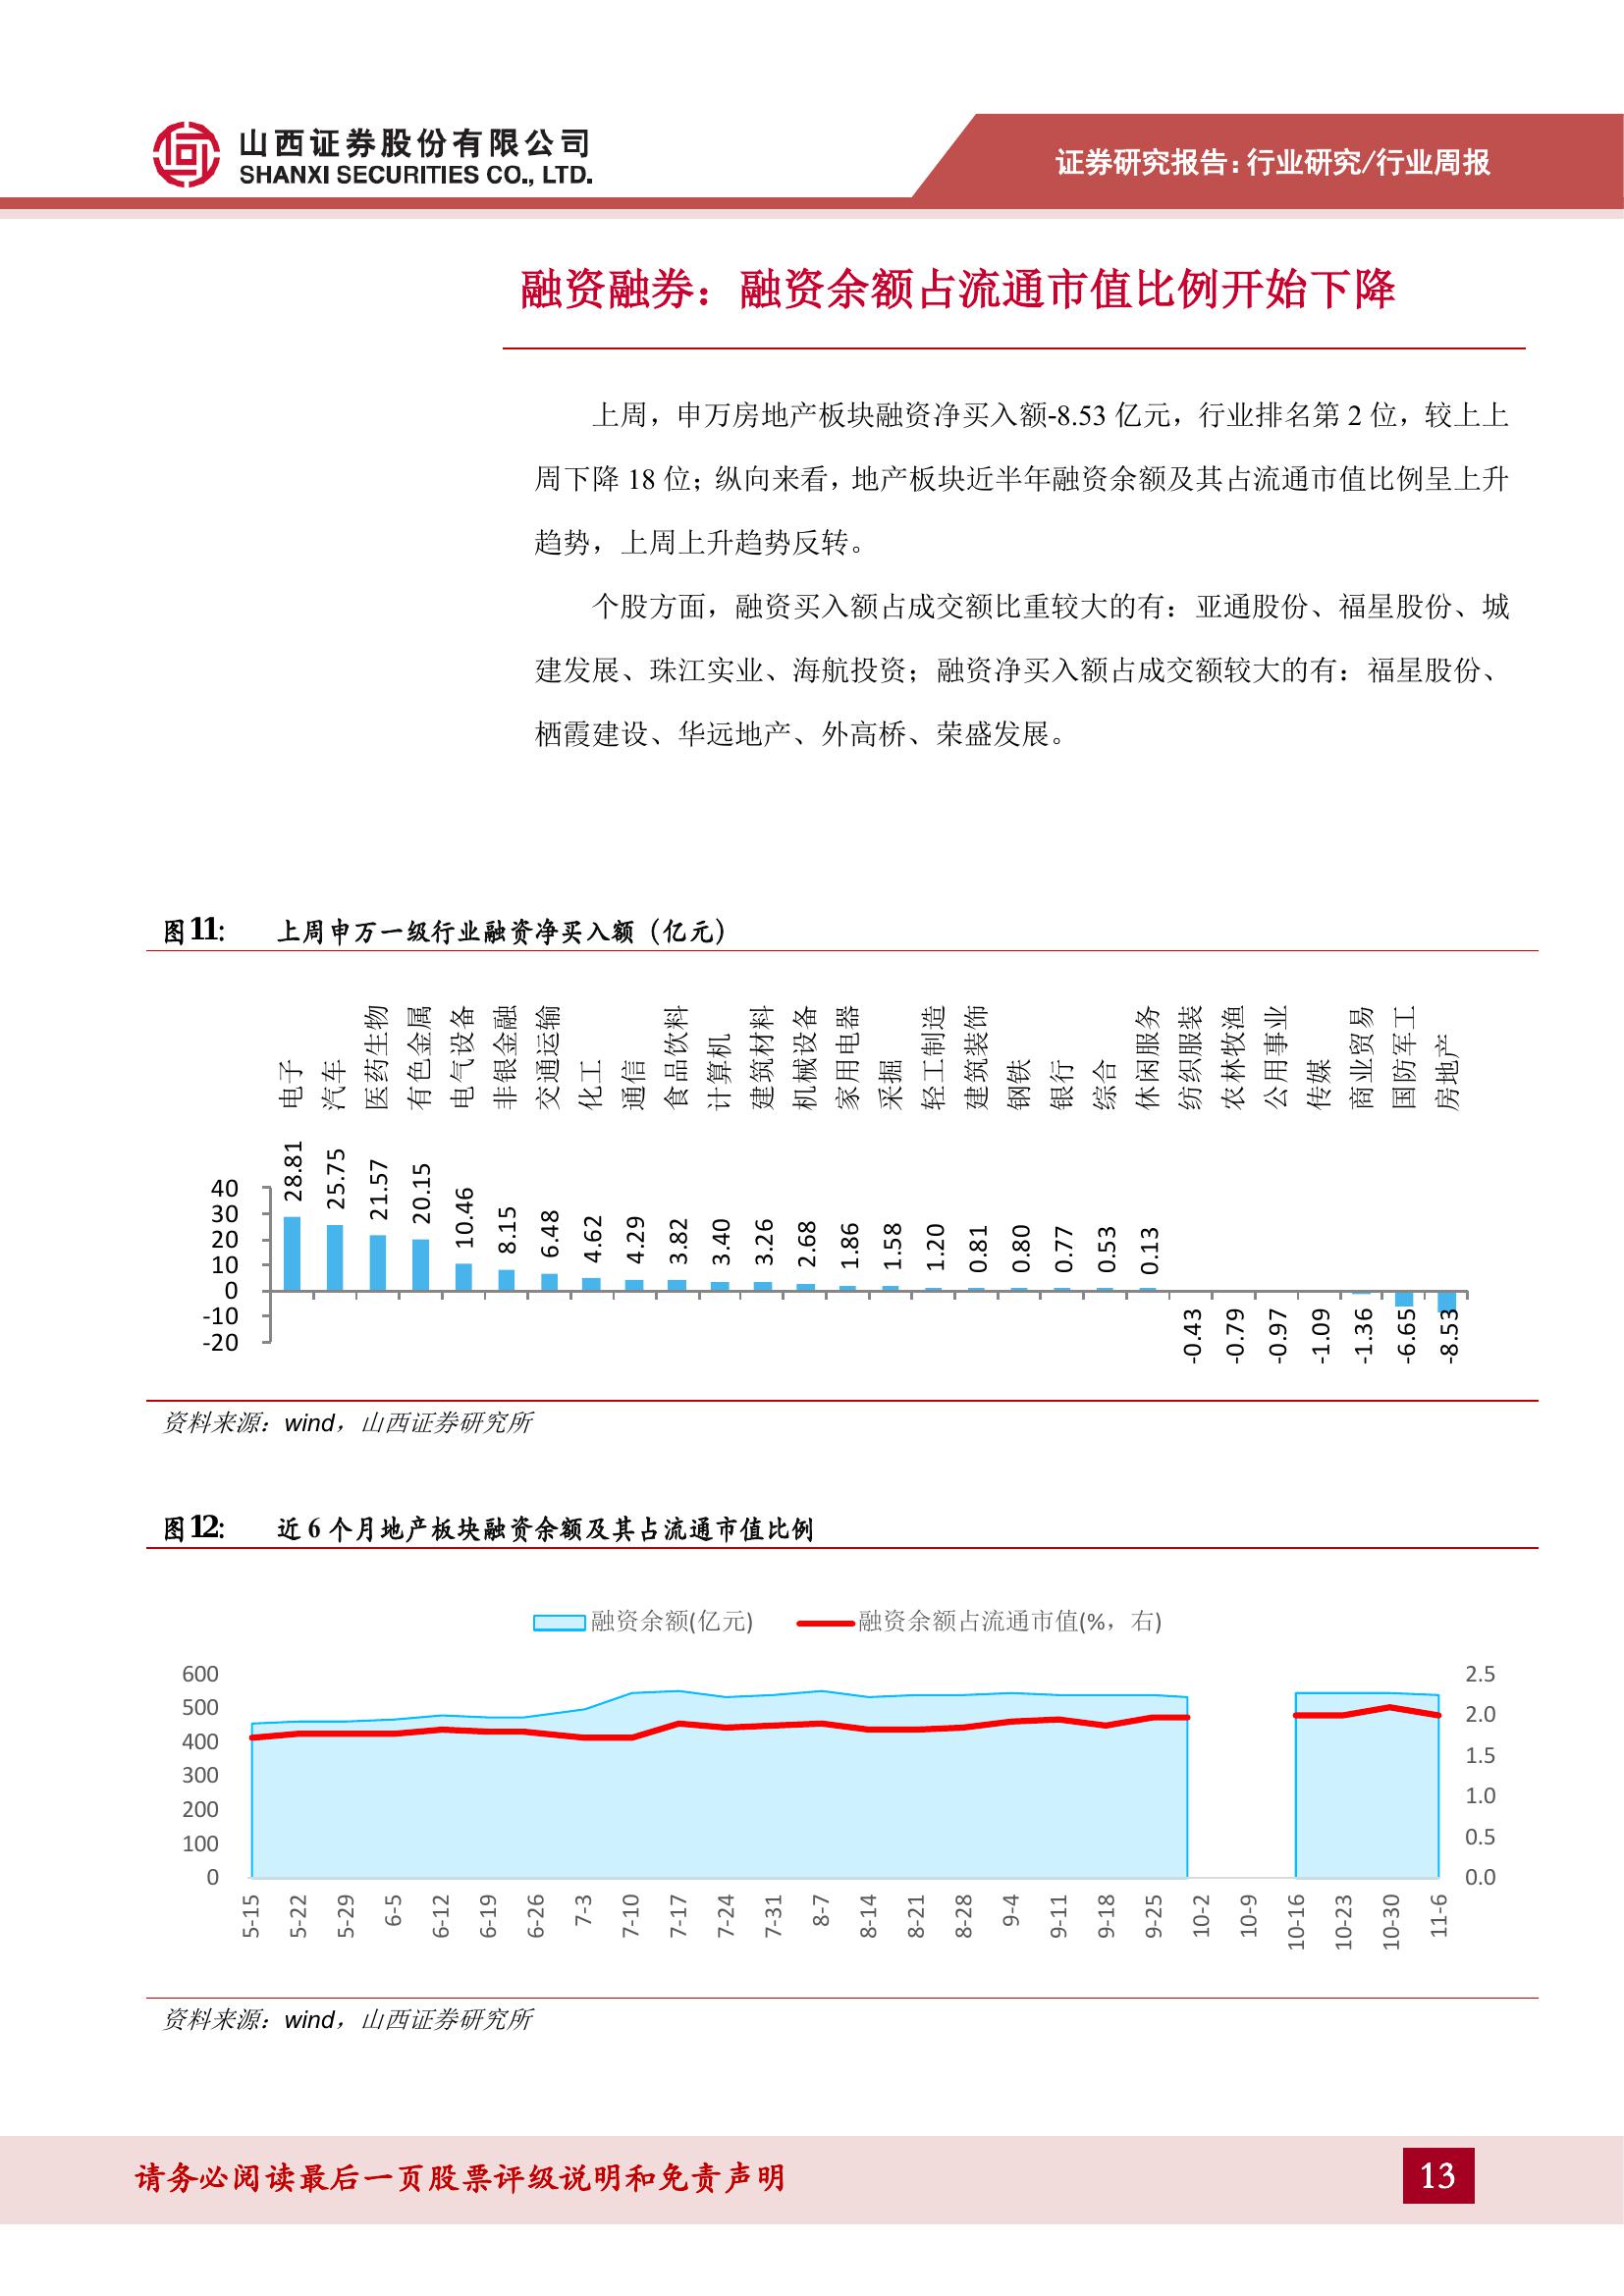 山西证券股份有限公司
SHANXI SECURITIES CO., LTD.
证券研究报告：行业研究/行业周报
融资融券：融资余额占流通市值比例开始下降
上周，申万房地产板块融资净买入额-8.53 亿元，行业排名第 2 位，较上上
周下降 18 位；纵向来看，地产板块近半年融资余额及其占流通市值比例呈上升
趋势，上周上升趋势反转。
个股方面，融资买入额占成交额比重较大的有：亚通股份、福星股份、城
建发展、珠江实业、海航投资；融资净买入额占成交额较大的有：福星股份、
栖霞建设、华远地产、外高桥、荣盛发展。
图 11: 上周申万一级行业融资净买入额（亿元）
电子 汽车 医药生物 有色金属 电气设备 非银金融 交通运输 化工 通信 食品饮料 计算机 建筑材料 机械设备 家用电器 采掘 轻工制造 建筑装饰 钢铁 银行 综合 休闲服务 纺织服装 农林牧渔 公用事业 传媒 商业贸易 国防军工 房地产
28.81 25.75 21.57 20.15 10.46 8.15 6.48 4.62 4.29 3.82 3.40 3.26 2.68 1.86 1.58 1.20 0.81 0.80 0.77 0.53 0.13 -0.43 -0.79 -0.97 -1.09 -1.36 -6.65 -8.53
40
30
20
10
0
-10
-20
资料来源：wind，山西证券研究所
图 12: 近 6 个月地产板块融资余额及其占流通市值比例
融资余额(亿元) 融资余额占流通市值(%，右)
600 2.5
500 2.0
400 1.5
300 1.0
200 0.5
100 0.0
0
5-15 5-22 5-29 6-5 6-12 6-19 6-26 7-3 7-10 7-17 7-24 7-31 8-7 8-14 8-21 8-28 9-4 9-11 9-18 9-25 10-2 10-9 10-16 10-23 10-30 11-6
资料来源：wind，山西证券研究所
请务必阅读最后一页股票评级说明和免责声明 13